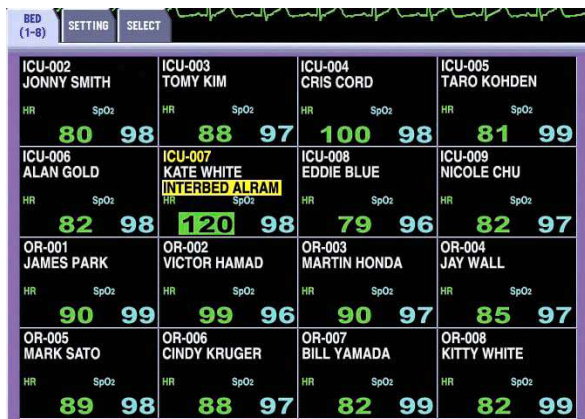 BED
(1-8)
SETTING
SELECT
ICU-002
JONNY SMITH
HR SpO2
80 98
ICU-003
TOMY KIM
HR SpO2
88 97
ICU-004
CRIS CORD
HR SpO2
100 98
ICU-005
TARO KOHDEN
HR SpO2
81 99
ICU-006
ALAN GOLD
HR SpO2
82 98
ICU-007
KATE WHITE
INTERBED ALRAM
HR SpO2
120 98
ICU-008
EDDIE BLUE
HR SpO2
79 96
ICU-009
NICOLE CHU
HR SpO2
82 97
OR-001
JAMES PARK
HR SpO2
90 99
OR-002
VICTOR HAMAD
HR SpO2
99 96
OR-003
MARTIN HONDA
HR SpO2
90 97
OR-004
JAY WALL
HR SpO2
85 97
OR-005
MARK SATO
HR SpO2
89 98
OR-006
CINDY KRUGER
HR SpO2
88 97
OR-007
BILL YAMADA
HR SpO2
82 99
OR-008
KITTY WHITE
HR SpO2
82 99